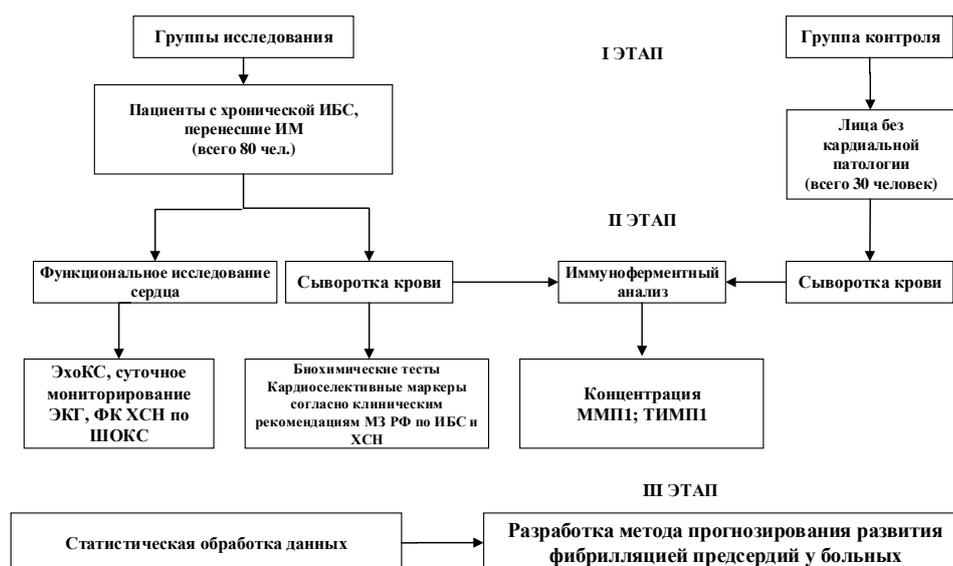 Группы исследования
Группа контроля
I ЭТАП
Пациенты с хронической ИБС,
перенесшие ИМ
(всего 80 чел.)
Лица без
кардиальной
патологии
(всего 30 человек)
II ЭТАП
Функциональное исследование
сердца
Сыворотка крови
Иммуноферментный
анализ
Сыворотка крови
ЭхоКС, суточное
мониторирование
ЭКГ, ФК ХСН по
ШОКС
Биохимические тесты
Кардиоселективные маркеры
согласно клиническим
рекомендациям МЗ РФ по ИБС и
ХСН
Концентрация
ММП1; ТИМП1
III ЭТАП
Статистическая обработка данных
Разработка метода прогнозирования развития
фибрилляцией предсердий у больных